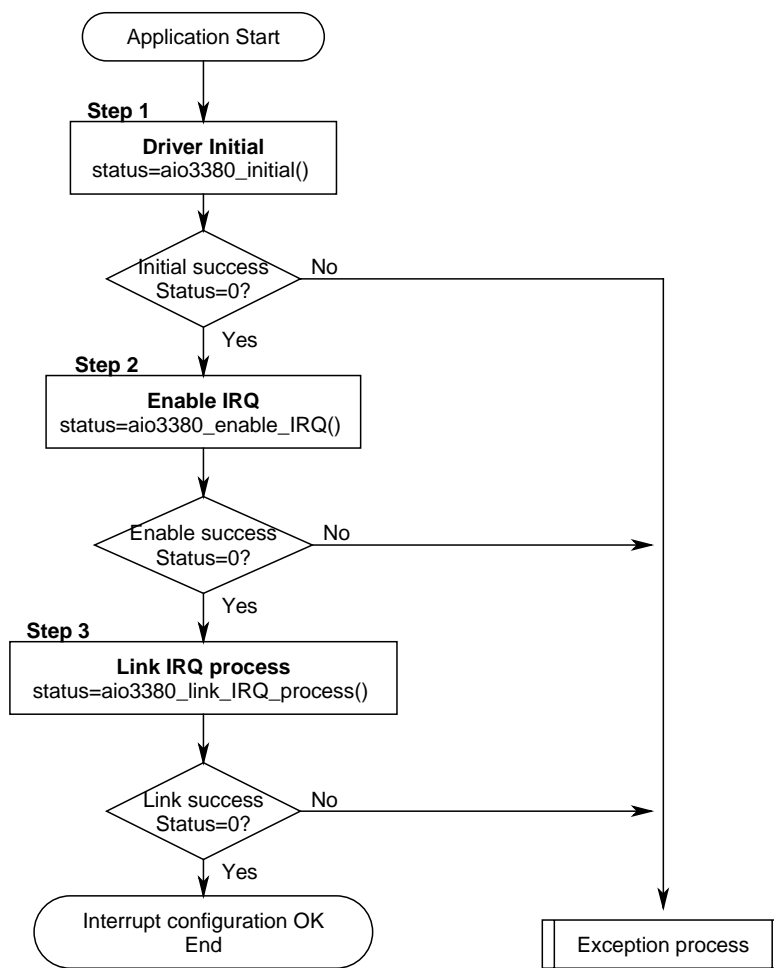 Application Start
Step 1
Driver Initial
status=aio3380_initial()
Initial success
Status=0?
No
Yes
Step 2
Enable IRQ
status=aio3380_enable_IRQ()
Enable success
Status=0?
No
Yes
Step 3
Link IRQ process
status=aio3380_link_IRQ_process()
Link success
Status=0?
No
Yes
Interrupt configuration OK
End
Exception process